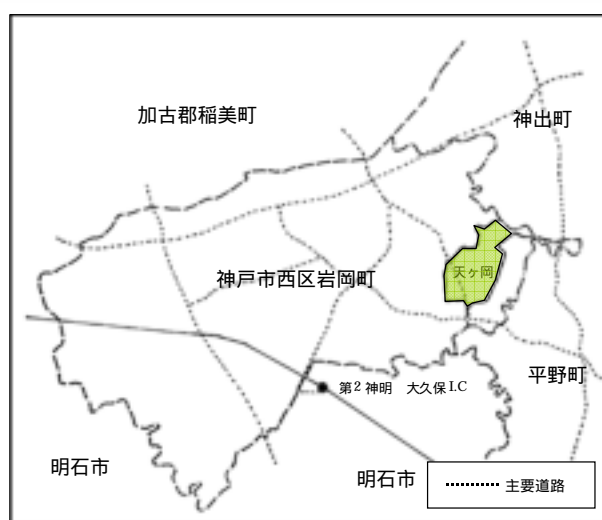 加古郡稲美町
神出町
天ヶ岡
神戸市西区岩岡町
平野町
第2神明 大久保I.C
明石市
明石市
主要道路